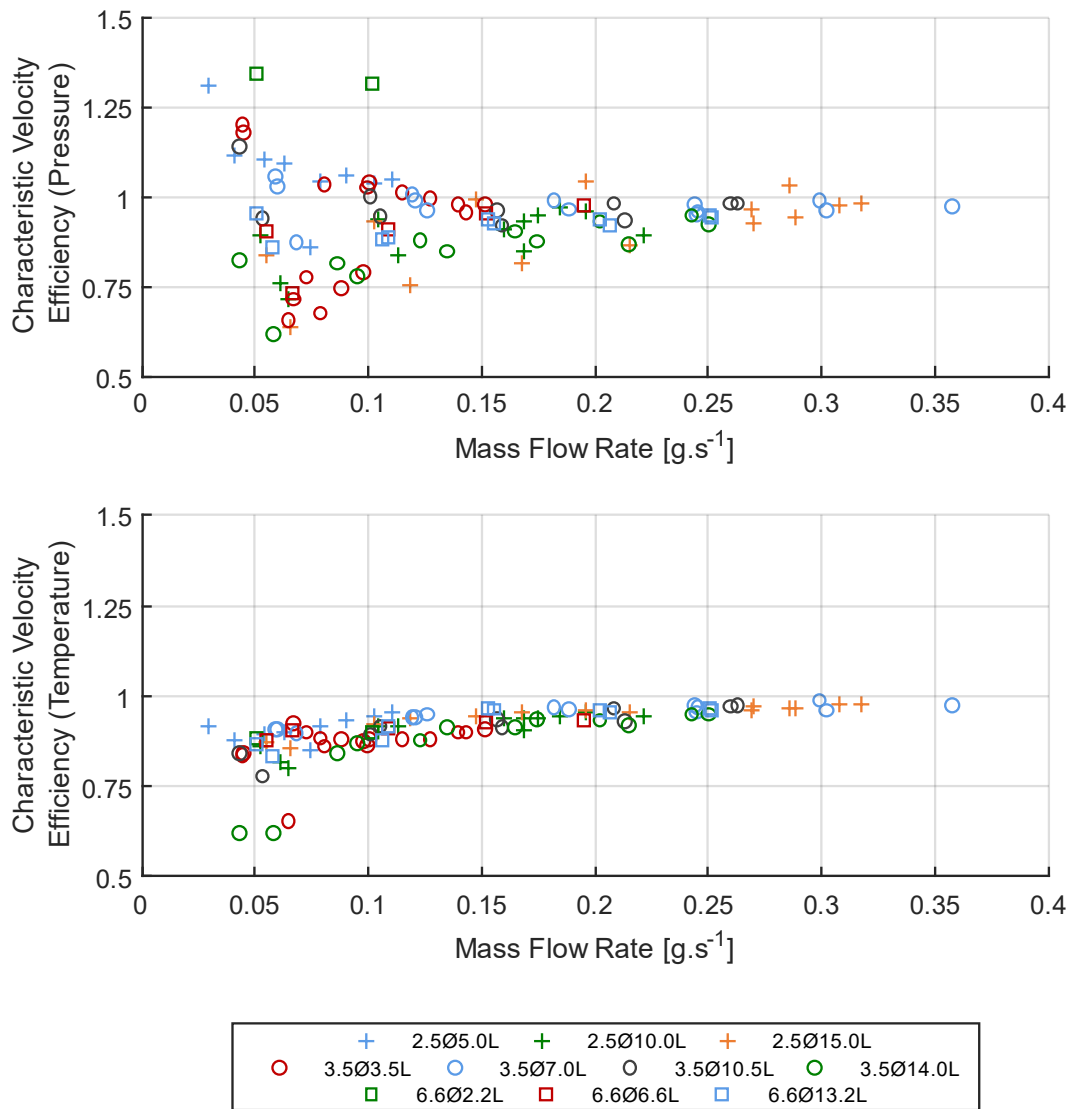 1.5
1.25
1
0.75
0.5
Characteristic Velocity
Efficiency (Pressure)
0 0.05 0.1 0.15 0.2 0.25 0.3 0.35 0.4
Mass Flow Rate [g.s⁻¹]
1.5
1.25
1
0.75
0.5
Characteristic Velocity
Efficiency (Temperature)
0 0.05 0.1 0.15 0.2 0.25 0.3 0.35 0.4
Mass Flow Rate [g.s⁻¹]
2.5Ø5.0L 2.5Ø10.0L 2.5Ø15.0L
3.5Ø3.5L 3.5Ø7.0L 3.5Ø10.5L 3.5Ø14.0L
6.6Ø2.2L 6.6Ø6.6L 6.6Ø13.2L